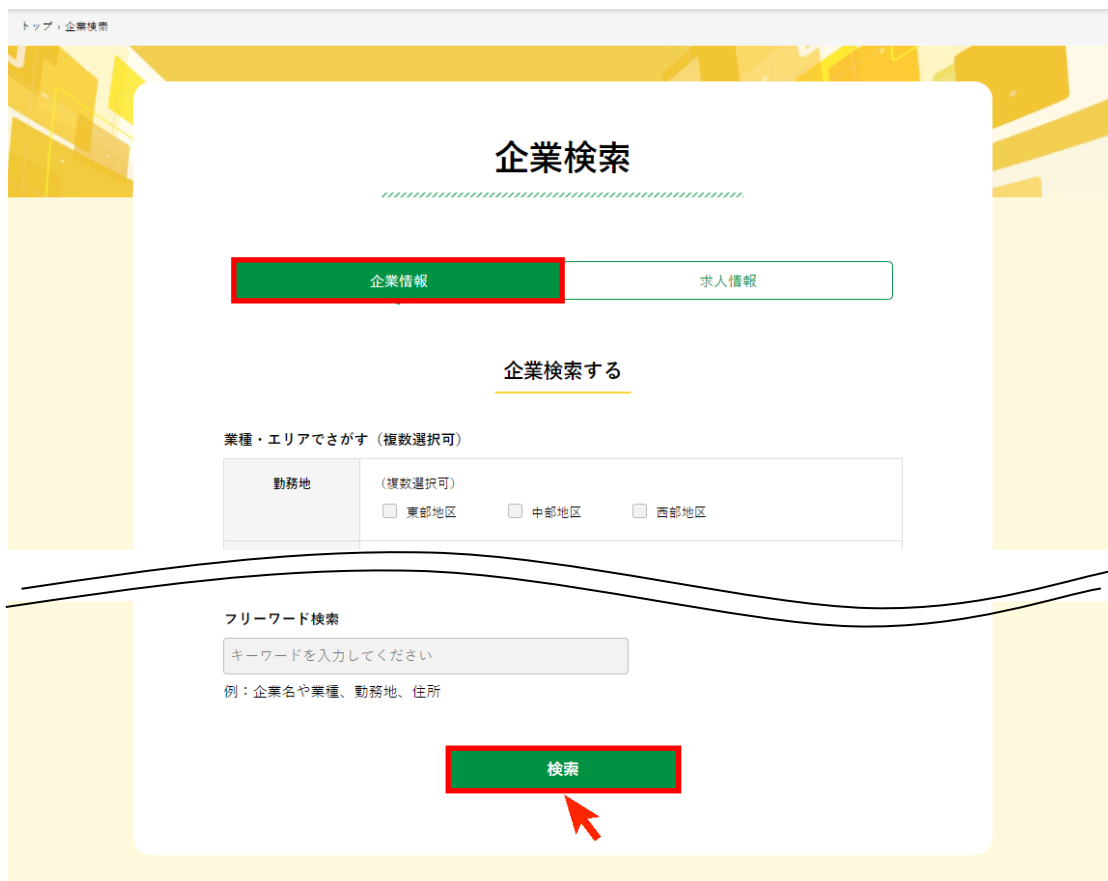 トップ › 企業検索
企業検索
企業情報
求人情報
企業検索する
業種・エリアでさがす（複数選択可）
勤務地
（複数選択可）
東部地区 中部地区 西部地区
フリーワード検索
キーワードを入力してください
例：企業名や業種、勤務地、住所
検索